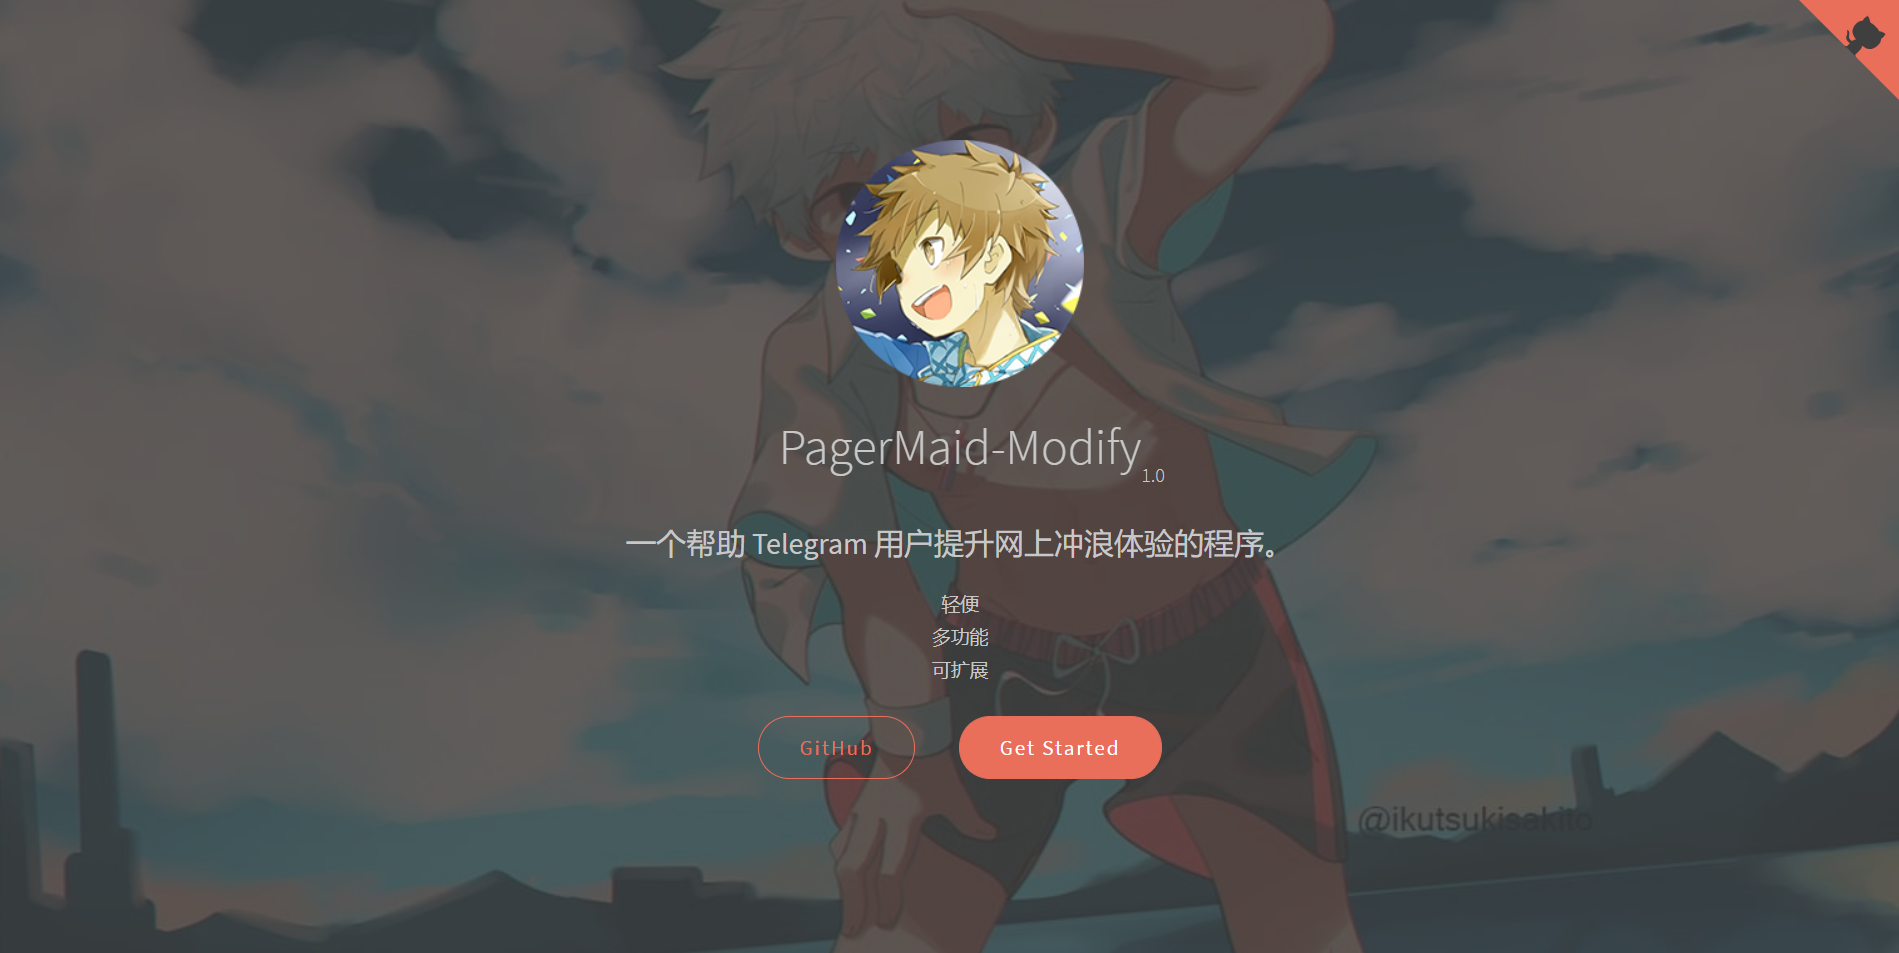 PagerMaid-Modify 1.0
一个帮助 Telegram 用户提升网上冲浪体验的程序。
轻便
多功能
可扩展
GitHub
Get Started
@ikutsukisakito